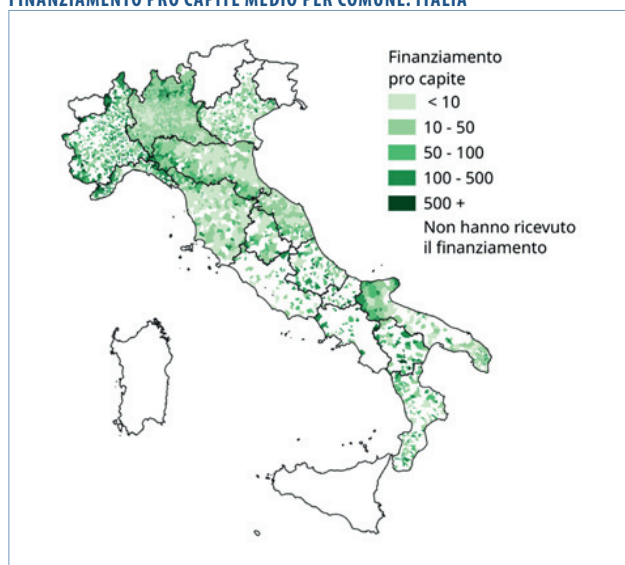 FINANZIAMENTO PRO CAPITE MEDIO PER COMUNE. ITALIA
Finanziamento
pro capite
< 10
10 - 50
50 - 100
100 - 500
500 +
Non hanno ricevuto
il finanziamento